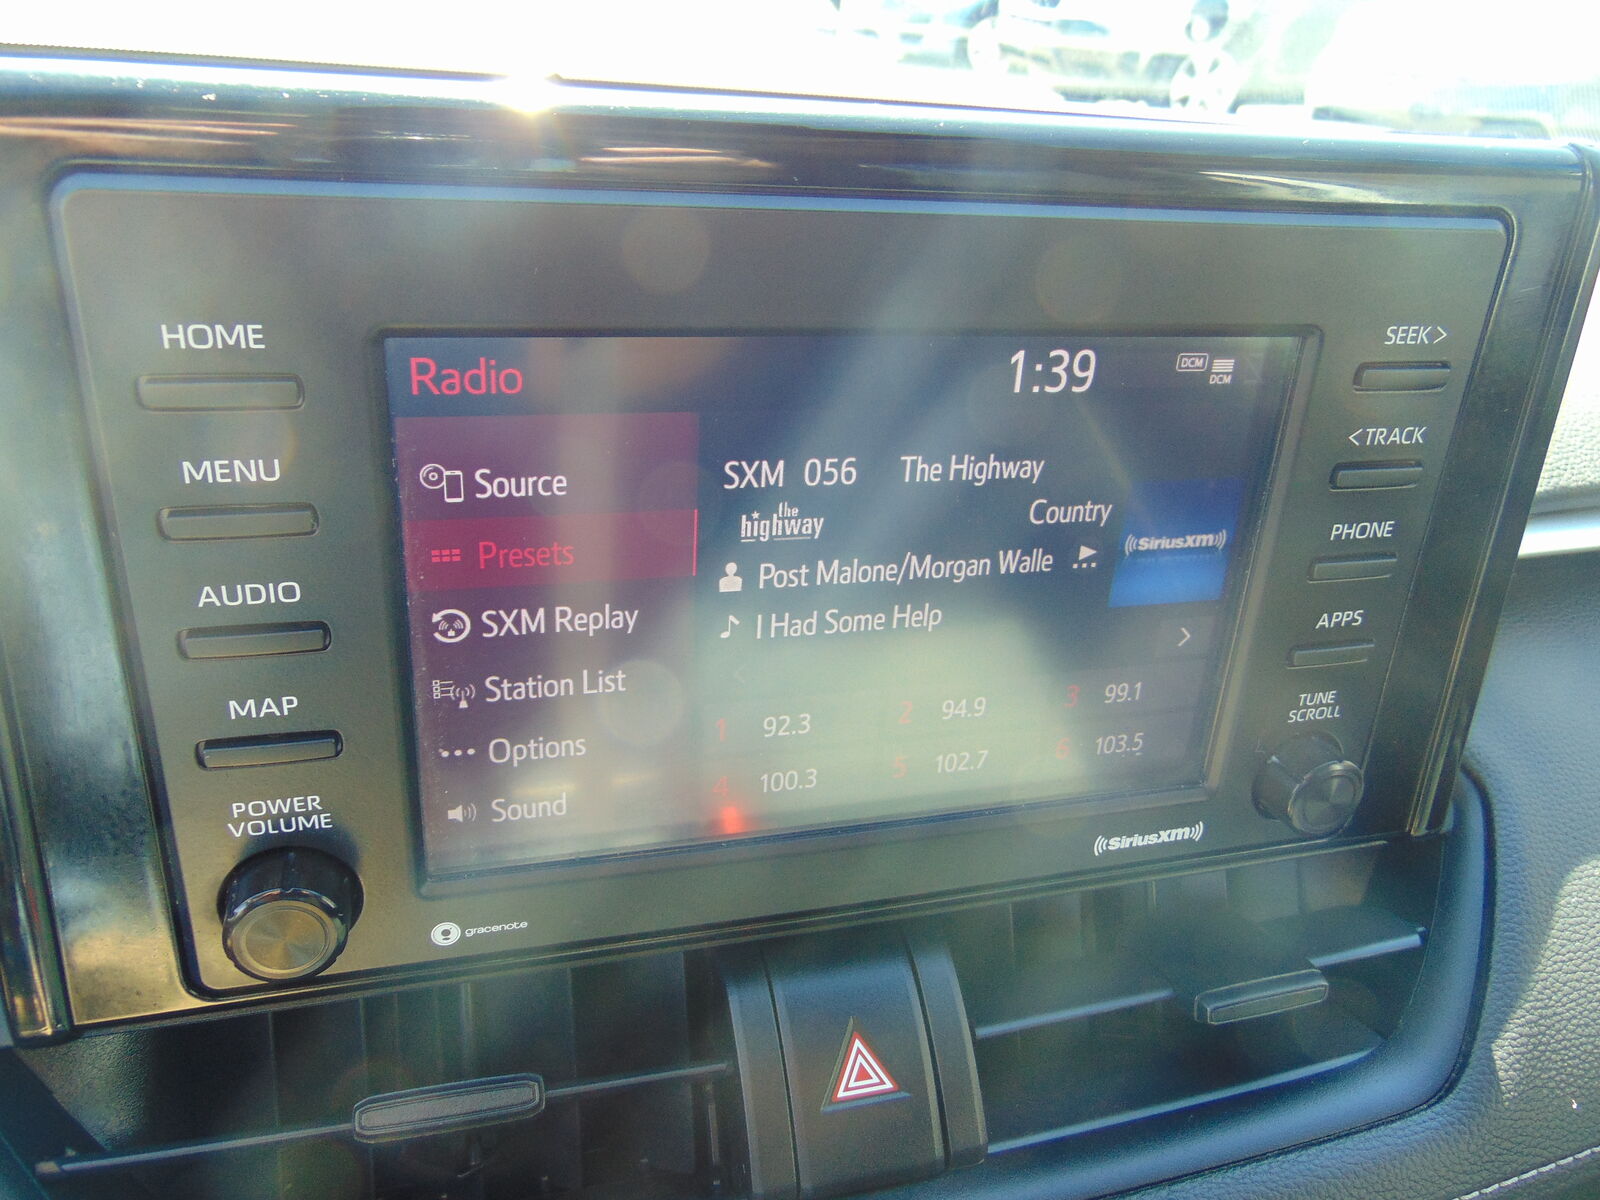 HOME
MENU
AUDIO
MAP
POWER
VOLUME
Radio
1:39
DCM
DCM
Source
Presets
SXM Replay
Station List
Options
Sound
SXM 056 The Highway
the
highway
Country
Post Malone/Morgan Walle
I Had Some Help
SiriusXM
1 92.3 2 94.9 3 99.1
4 100.3 5 102.7 6 103.5
SEEK >
< TRACK
PHONE
APPS
TUNE
SCROLL
gracenote
SiriusXM